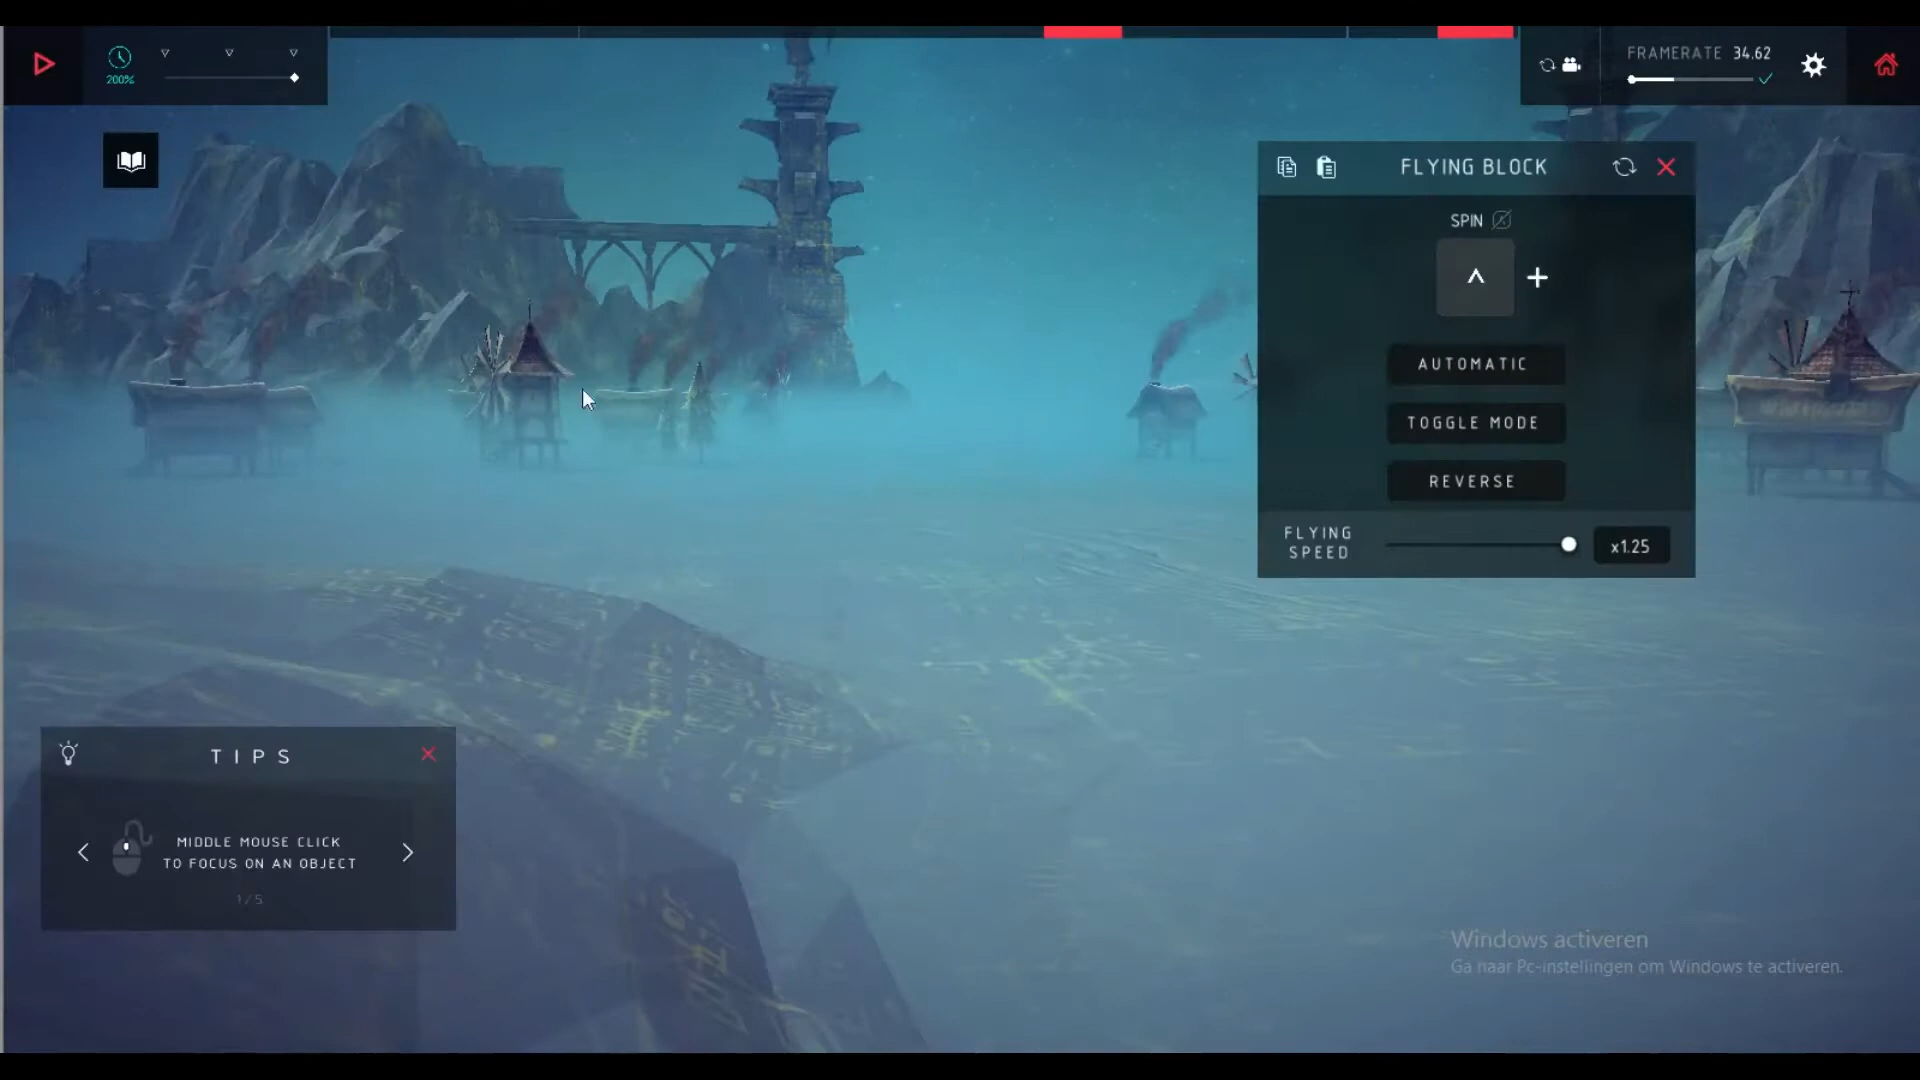 200%
FRAMERATE 34.62
FLYING BLOCK
SPIN
^ +
AUTOMATIC
TOGGLE MODE
REVERSE
FLYING
SPEED
x1.25
TIPS
MIDDLE MOUSE CLICK
TO FOCUS ON AN OBJECT
1/5
Windows activeren
Ga naar Pc-instellingen om Windows te activeren.